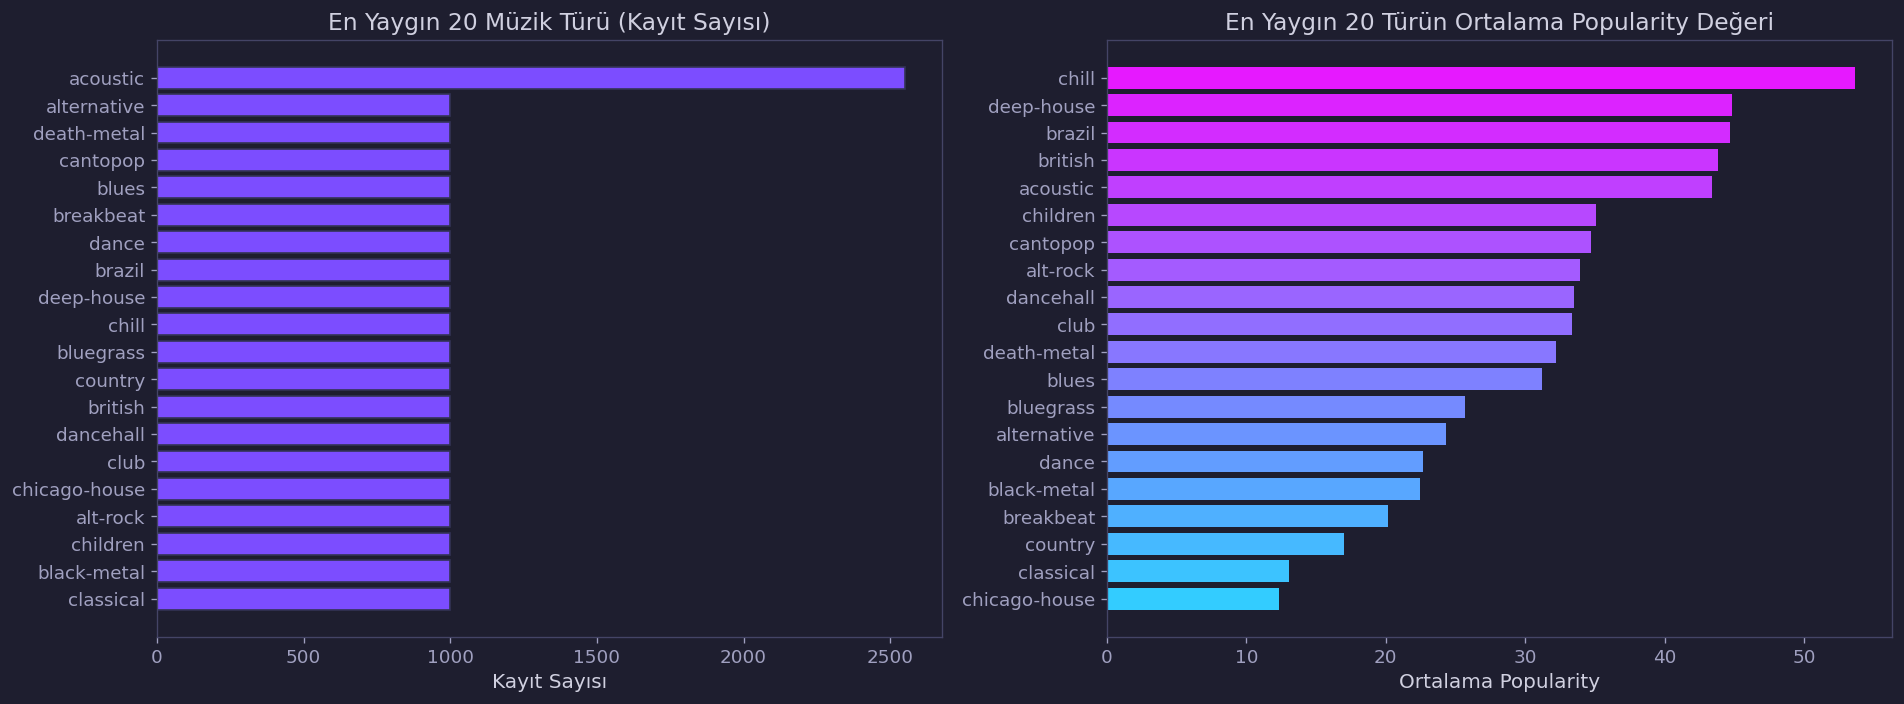 En Yaygın 20 Müzik Türü (Kayıt Sayısı)
acoustic
alternative
death-metal
cantopop
blues
breakbeat
dance
brazil
deep-house
chill
bluegrass
country
british
dancehall
club
chicago-house
alt-rock
children
black-metal
classical
0 500 1000 1500 2000 2500
Kayıt Sayısı
En Yaygın 20 Türün Ortalama Popularity Değeri
chill
deep-house
brazil
british
acoustic
children
cantopop
alt-rock
dancehall
club
death-metal
blues
bluegrass
alternative
dance
black-metal
breakbeat
country
classical
chicago-house
0 10 20 30 40 50
Ortalama Popularity